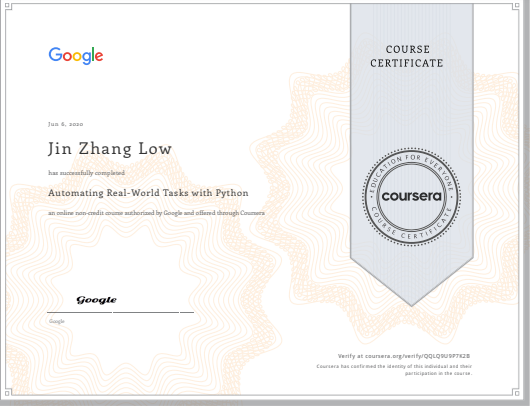 Google
COURSE
CERTIFICATE
Jun 6, 2020
Jin Zhang Low
has successfully completed
Automating Real-World Tasks with Python
an online non-credit course authorized by Google and offered through Coursera
EDUCATION FOR EVERYONE
coursera
COURSE CERTIFICATE
Google
Google
Verify at coursera.org/verify/QQLQ9U9P7K2B
Coursera has confirmed the identity of this individual and their
participation in the course.